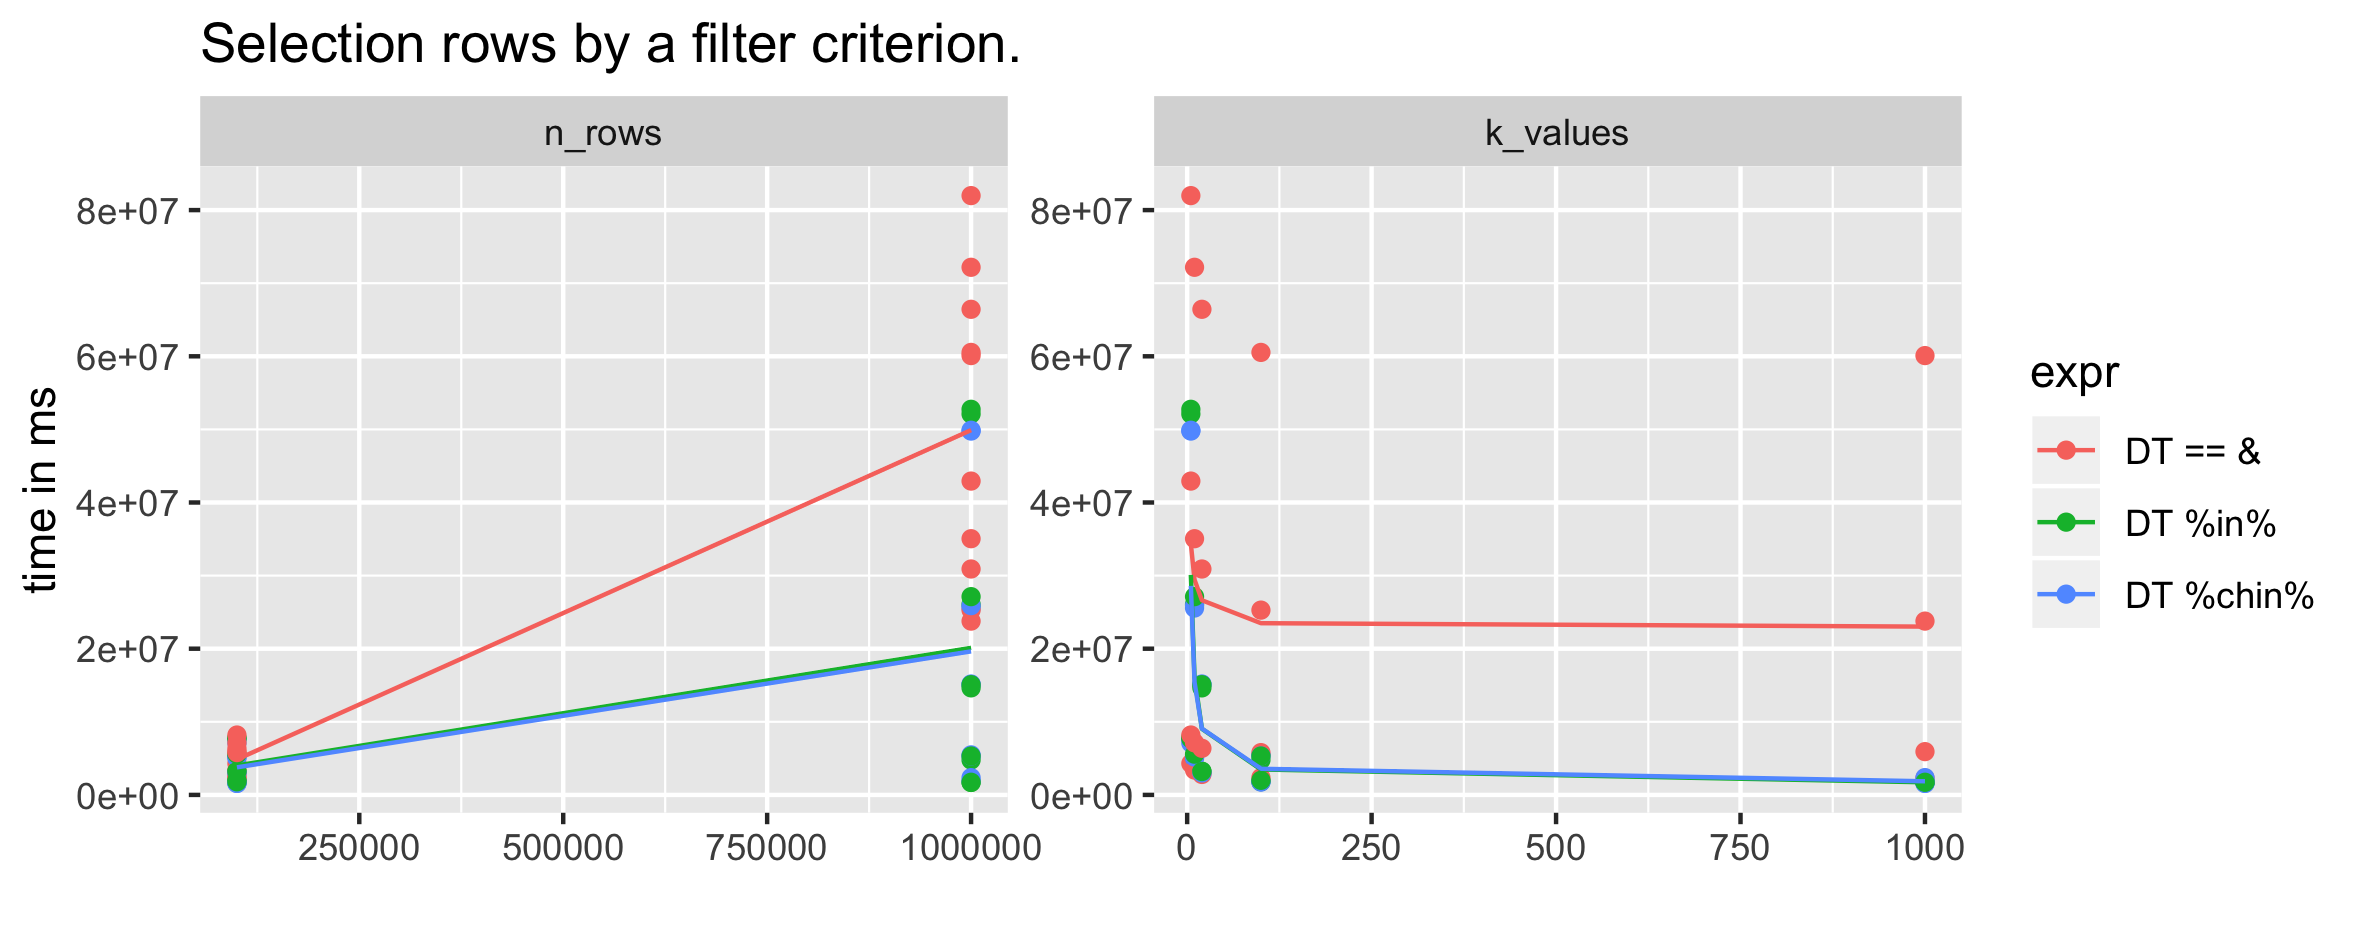 Selection rows by a filter criterion.
n_rows
k_values
time in ms
8e+07
6e+07
4e+07
2e+07
0e+00
250000
500000
750000
1000000
8e+07
6e+07
4e+07
2e+07
0e+00
0
250
500
750
1000
expr
DT == &
DT %in%
DT %chin%